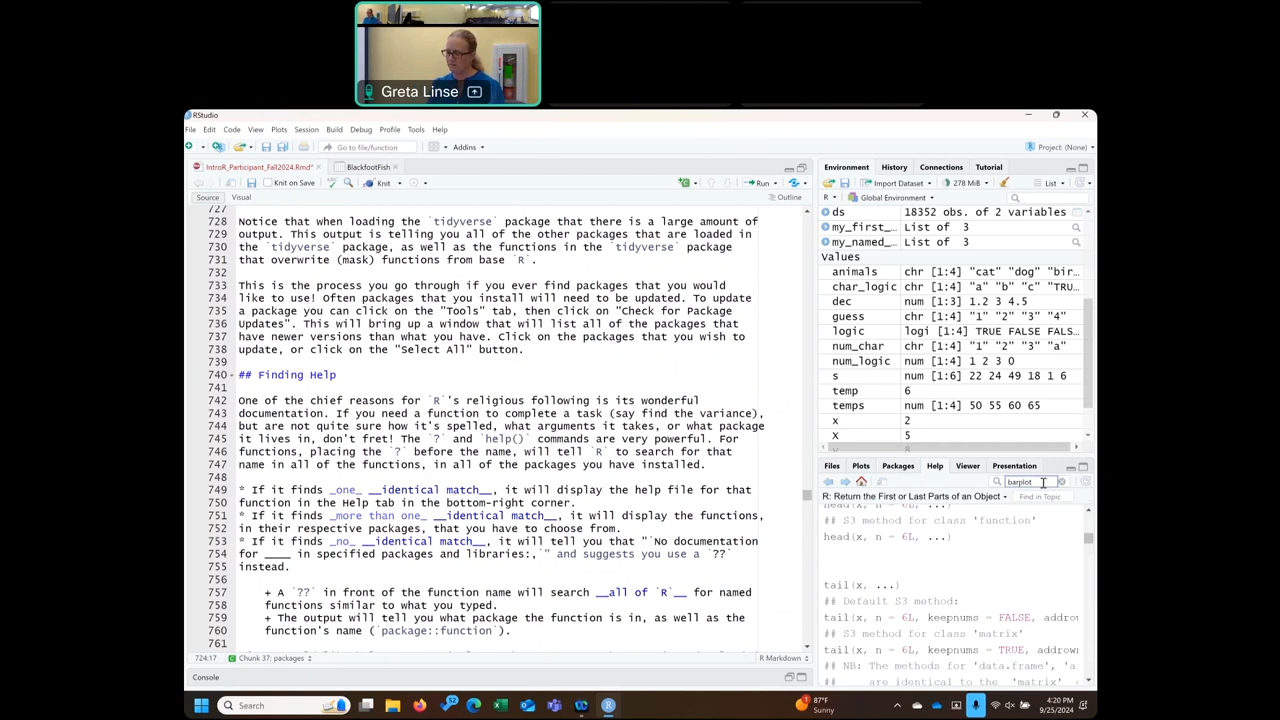 Greta Linse
RStudio
File Edit Code View Plots Session Build Debug Profile Tools Help
Go to file/function
Addins
Project: (None)
IntroR_Participant_Fall2024.Rmd*
BlackfootFish
Knit on Save
Knit
Run
Source Visual
Outline
727
728 Notice that when loading the `tidyverse` package that there is a large amount of
729 output. This output is telling you all of the other packages that are loaded in
730 the `tidyverse` package, as well as the functions in the `tidyverse` package
731 that overwrite (mask) functions from base `R`.
732
733 This is the process you go through if you ever find packages that you would
734 like to use! Often packages that you install will need to be updated. To update
735 a package you can click on the "Tools" tab, then click on "Check for Package
736 Updates". This will bring up a window that will list all of the packages that
737 have newer versions than what you have. Click on the packages that you wish to
738 update, or click on the "Select All" button.
739
740 ## Finding Help
741
742 One of the chief reasons for `R`'s religious following is its wonderful
743 documentation. If you need a function to complete a task (say find the variance),
744 but are not quite sure how it's spelled, what arguments it takes, or what package
745 it lives in, don't fret! The `?` and `help()` commands are very powerful. For
746 functions, placing the `?` before the name, will tell `R` to search for that
747 name in all of the functions, in all of the packages you have installed.
748
749 * If it finds _one_ __identical match__, it will display the help file for that
750 function in the help tab in the bottom-right corner.
751 * If it finds _more than one_ __identical match__, it will display the functions,
752 in their respective packages, that you have to choose from.
753 * If it finds _no_ __identical match__, it will tell you that "`No documentation
754 for ____ in specified packages and libraries:,`" and suggests you use a `??`
755 instead.
756
757 + A `??` in front of the function name will search __all of `R`__ for named
758 functions similar to what you typed.
759 + The output will tell you what package the function is in, as well as the
760 function's name (`package::function`).
761
724:17 Chunk 37: packages R Markdown
Console
Environment History Connections Tutorial
Import Dataset 278 MiB List
R Global Environment
ds 18352 obs. of 2 variables
my_first_… List of 3
my_named_… List of 3
Values
animals chr [1:4] "cat" "dog" "bir…
char_logic chr [1:4] "a" "b" "c" "TRU…
dec num [1:3] 1.2 3 4.5
guess chr [1:4] "1" "2" "3" "4"
logic logi [1:4] TRUE FALSE FALS…
num_char chr [1:4] "1" "2" "3" "a"
num_logic num [1:4] 1 2 3 0
s num [1:6] 22 24 49 18 1 6
temp 6
temps num [1:4] 50 55 60 65
x 2
X 5
Files Plots Packages Help Viewer Presentation
barplot
R: Return the First or Last Parts of an Object Find in Topic
head(x, n = 6L, ...)
## S3 method for class 'function'
head(x, n = 6L, ...)
tail(x, ...)
## Default S3 method:
tail(x, n = 6L, keepnums = FALSE, addrow
## S3 method for class 'matrix'
tail(x, n = 6L, keepnums = TRUE, addrown
## NB: The methods for 'data.frame', 'a
## are identical to the 'matrix'
Search
87°F
Sunny
4:20 PM
9/25/2024